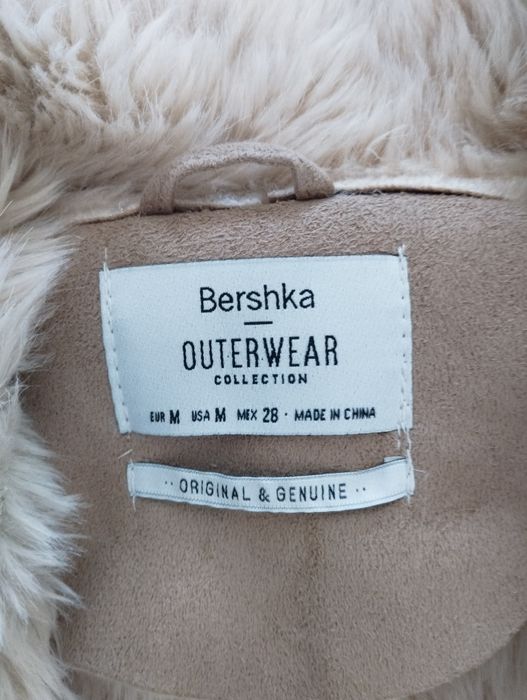 Bershka
OUTERWEAR
COLLECTION
EUR M USA M MEX 28 · MADE IN CHINA
·· ORIGINAL & GENUINE ··